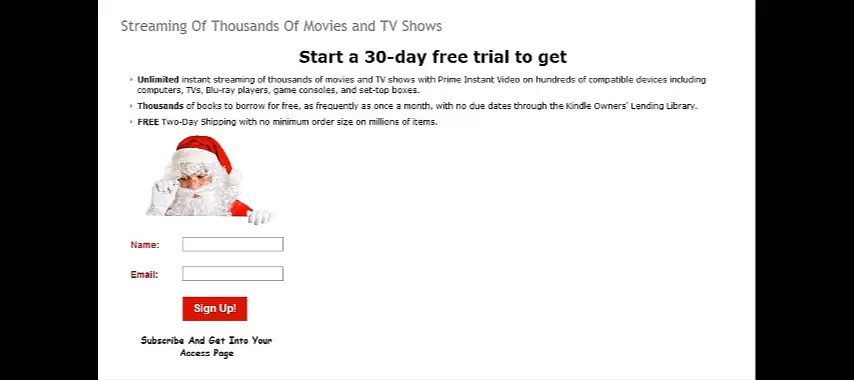 Streaming Of Thousands Of Movies and TV Shows
Start a 30-day free trial to get
Unlimited instant streaming of thousands of movies and TV shows with Prime Instant Video on hundreds of compatible devices including
computers, TVs, Blu-ray players, game consoles, and set-top boxes.
Thousands of books to borrow for free, as frequently as once a month, with no due dates through the Kindle Owners' Lending Library.
FREE Two-Day Shipping with no minimum order size on millions of items.
Name:
Email:
Sign Up!
Subscribe And Get Into Your
Access Page